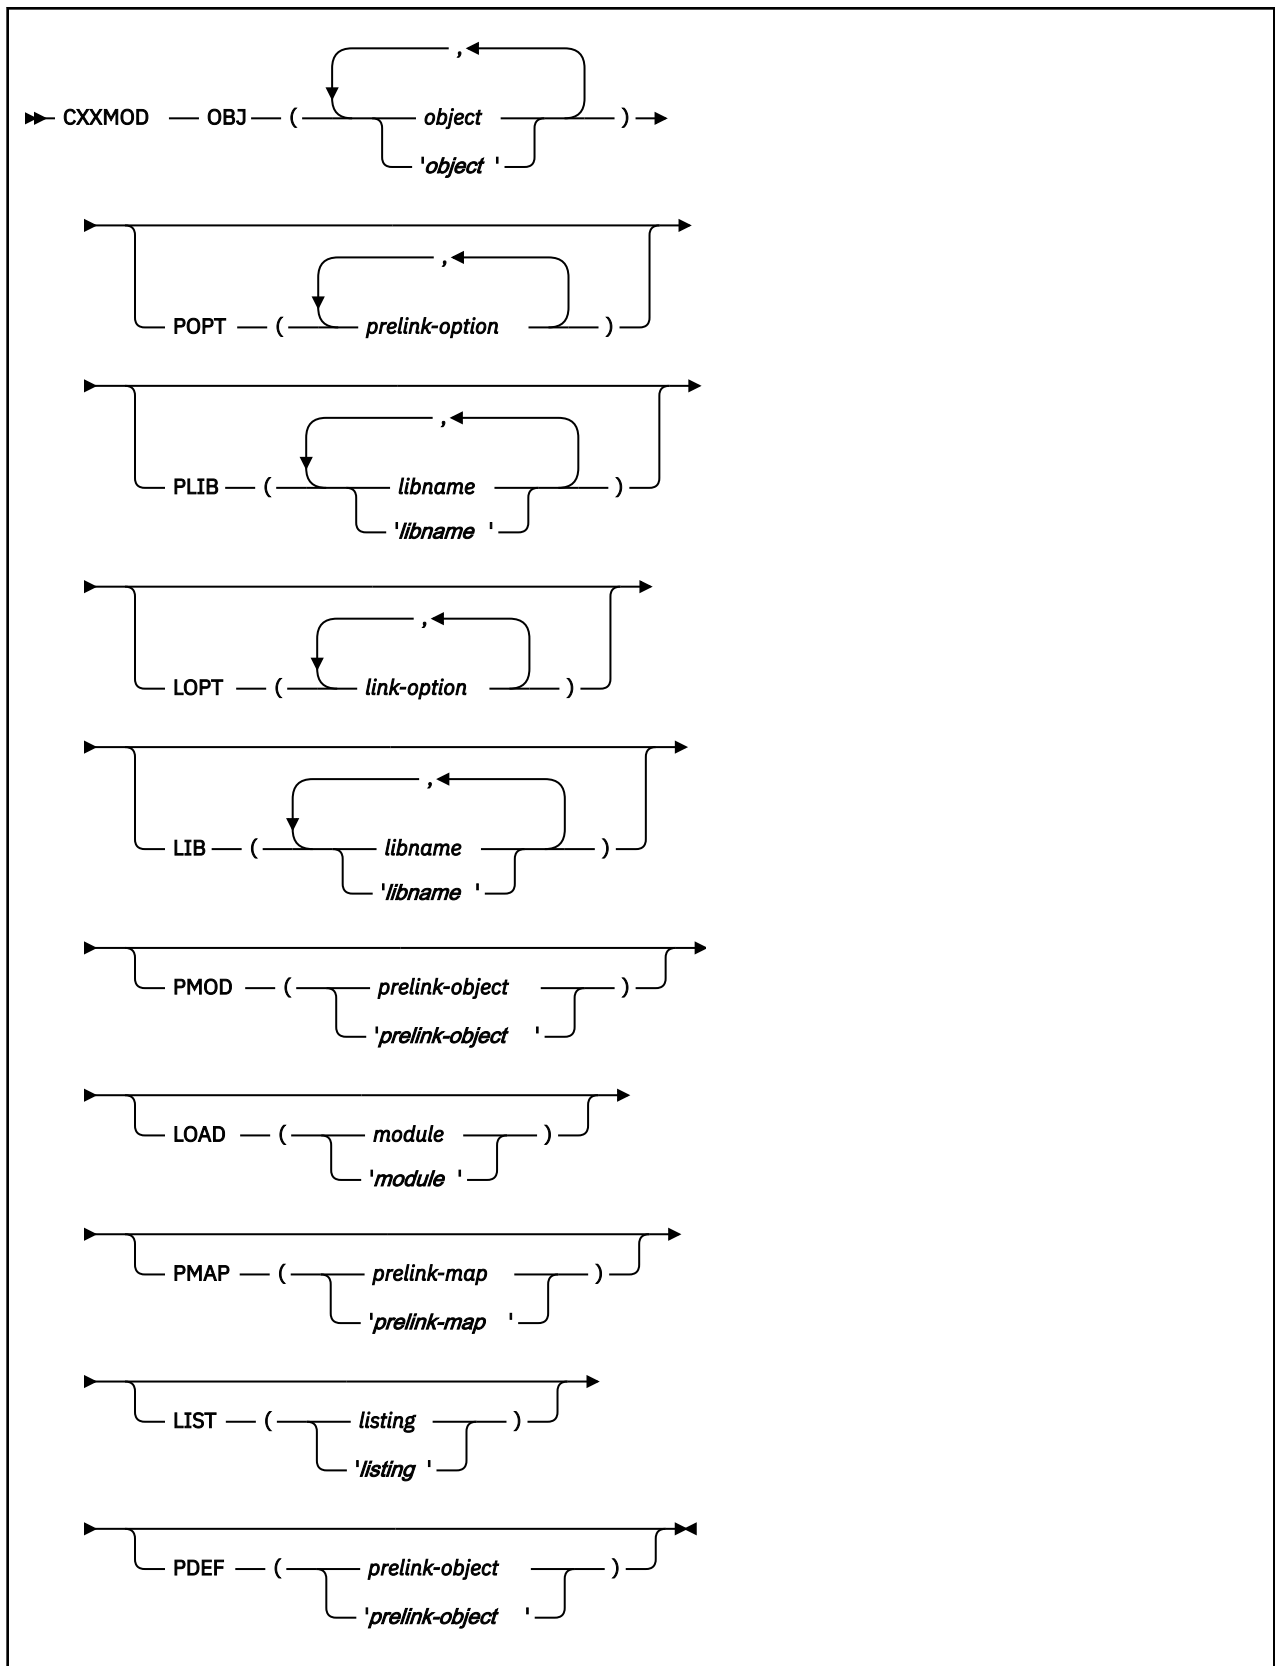 ,
CXXMOD OBJ ( object )
'object '
,
POPT ( prelink-option )
,
PLIB ( libname )
'libname '
,
LOPT ( link-option )
,
LIB ( libname )
'libname '
PMOD ( prelink-object )
'prelink-object '
LOAD ( module )
'module '
PMAP ( prelink-map )
'prelink-map '
LIST ( listing )
'listing '
PDEF ( prelink-object )
'prelink-object '